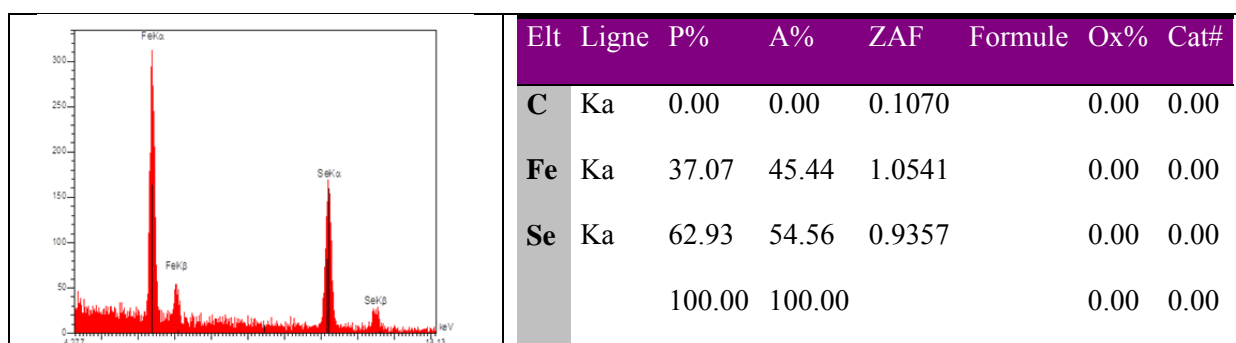 FeKα
300
250
200
SeKα
150
100
FeKβ
50
SeKβ
0
keV
Elt Ligne P% A% ZAF Formule Ox% Cat#
C Ka 0.00 0.00 0.1070 0.00 0.00
Fe Ka 37.07 45.44 1.0541 0.00 0.00
Se Ka 62.93 54.56 0.9357 0.00 0.00
100.00 100.00 0.00 0.00